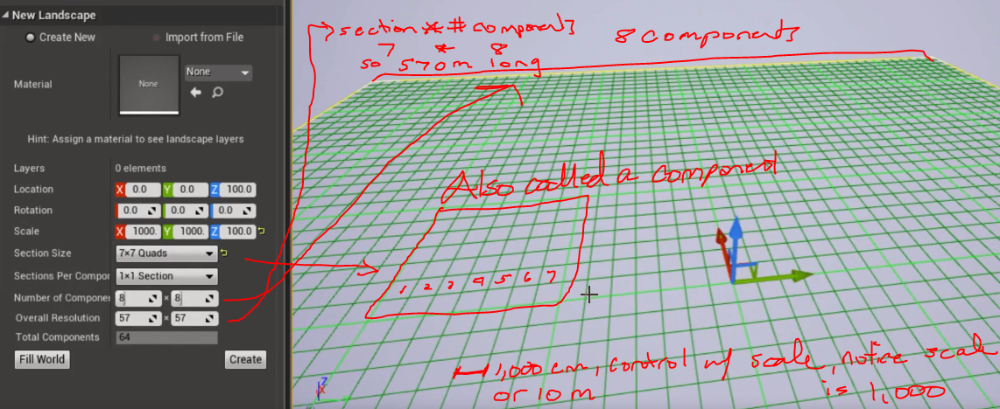 New Landscape
Create New
Import from File
Material
None
None
Hint: Assign a material to see landscape layers
Layers
0 elements
Location
X 0.0 Y 0.0 Z 100.0
Rotation
0.0 0.0 0.0
Scale
X 1000. Y 1000. Z 100.0
Section Size
7×7 Quads
Sections Per Compor
1×1 Section
Number of Componer
8 × 8
Overall Resolution
57 × 57
Total Components
64
Fill World
Create
section * # components
7 * 8
so 570m long
8 components
Also called a component
1 2 3 4 5 6 7
1,000 cm, control w/ scale, notice scale
or 10 m is 1,000
Z
X